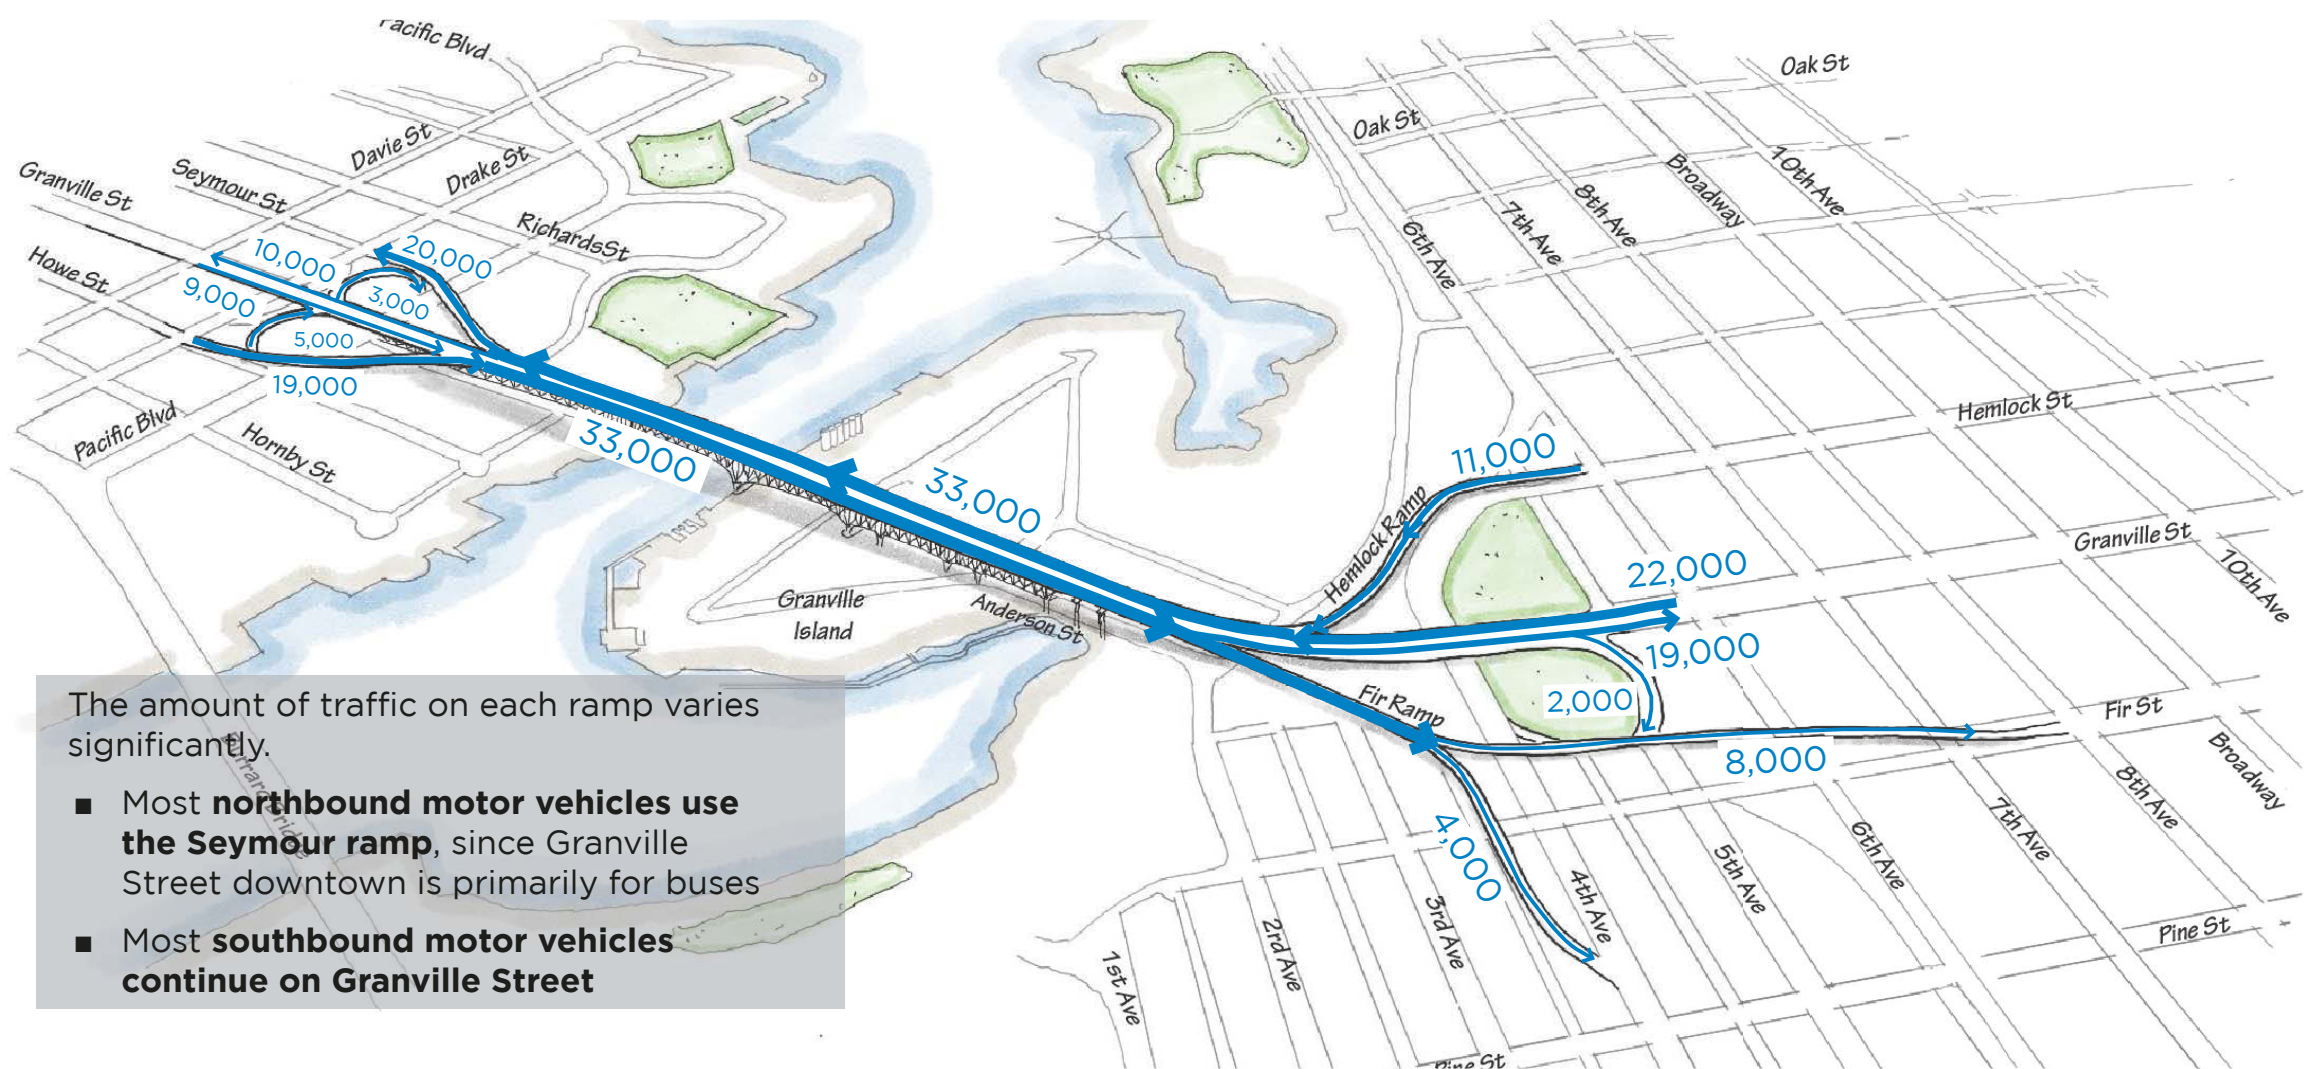 Pacific Blvd
Oak St
Oak St
Davie St
Drake St
Granville St
Seymour St
Richards St
Howe St
10,000
20,000
9,000
3,000
5,000
19,000
Pacific Blvd
Hornby St
33,000
33,000
6th Ave
7th Ave
8th Ave
Broadway
10th Ave
Hemlock St
11,000
Hemlock Ramp
Granville St
10th Ave
22,000
19,000
2,000
Granville
Island
Anderson St
Fir Ramp
8,000
Fir St
Broadway
8th Ave
7th Ave
6th Ave
5th Ave
4th Ave
4,000
3rd Ave
2nd Ave
1st Ave
Pine St
Pine St
Burrard Bridge
The amount of traffic on each ramp varies
significantly.
■ Most northbound motor vehicles use
the Seymour ramp, since Granville
Street downtown is primarily for buses
■ Most southbound motor vehicles
continue on Granville Street